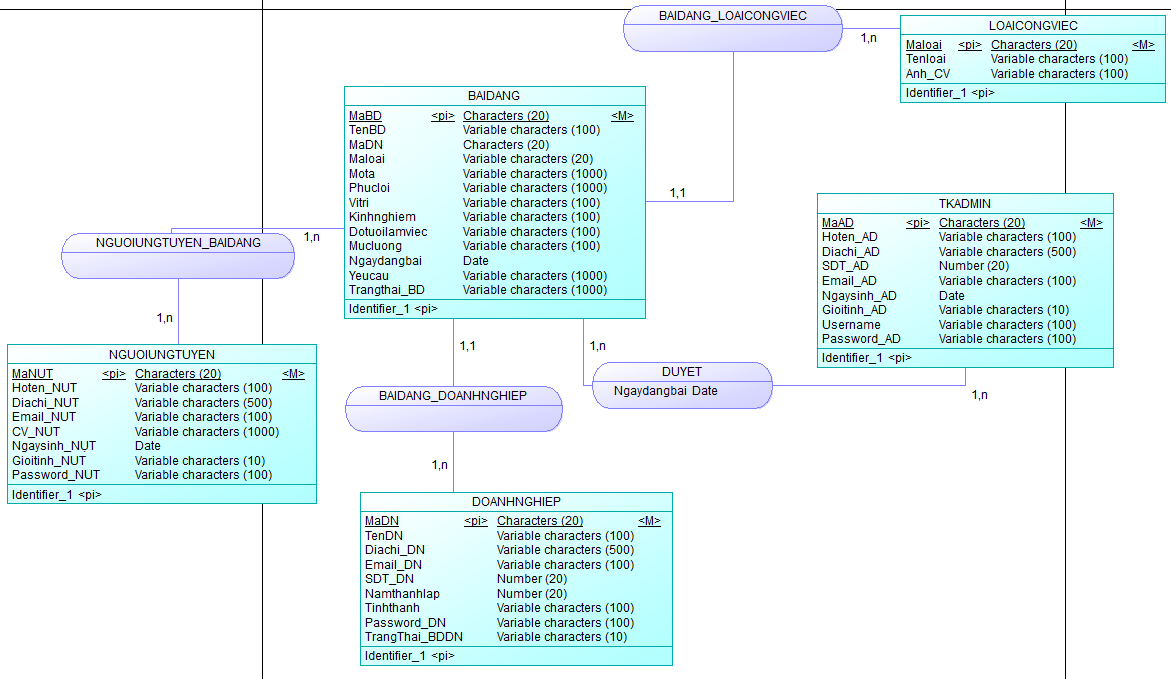 BAIDANG_LOAICONGVIEC
1,n
LOAICONGVIEC
Maloai <pi> Characters (20) <M>
Tenloai Variable characters (100)
Anh_CV Variable characters (100)
Identifier_1 <pi>
BAIDANG
MaBD <pi> Characters (20) <M>
TenBD Variable characters (100)
MaDN Characters (20)
Maloai Variable characters (20)
Mota Variable characters (1000)
Phucloi Variable characters (1000)
Vitri Variable characters (100)
Kinhnghiem Variable characters (100)
Dotuoilamviec Variable characters (100)
Mucluong Variable characters (100)
Ngaydangbai Date
Yeucau Variable characters (1000)
Trangthai_BD Variable characters (1000)
Identifier_1 <pi>
1,1
TKADMIN
MaAD <pi> Characters (20) <M>
Hoten_AD Variable characters (100)
Diachi_AD Variable characters (500)
SDT_AD Number (20)
Email_AD Variable characters (100)
Ngaysinh_AD Date
Gioitinh_AD Variable characters (10)
Username Variable characters (100)
Password_AD Variable characters (100)
Identifier_1 <pi>
NGUOIUNGTUYEN_BAIDANG
1,n
1,n
NGUOIUNGTUYEN
MaNUT <pi> Characters (20) <M>
Hoten_NUT Variable characters (100)
Diachi_NUT Variable characters (500)
Email_NUT Variable characters (100)
CV_NUT Variable characters (1000)
Ngaysinh_NUT Date
Gioitinh_NUT Variable characters (10)
Password_NUT Variable characters (100)
Identifier_1 <pi>
1,1
1,n
DUYET
Ngaydangbai Date
1,n
BAIDANG_DOANHNGHIEP
1,n
DOANHNGHIEP
MaDN <pi> Characters (20) <M>
TenDN Variable characters (100)
Diachi_DN Variable characters (500)
Email_DN Variable characters (100)
SDT_DN Number (20)
Namthanhlap Number (20)
Tinhthanh Variable characters (100)
Password_DN Variable characters (100)
TrangThai_BDDN Variable characters (10)
Identifier_1 <pi>